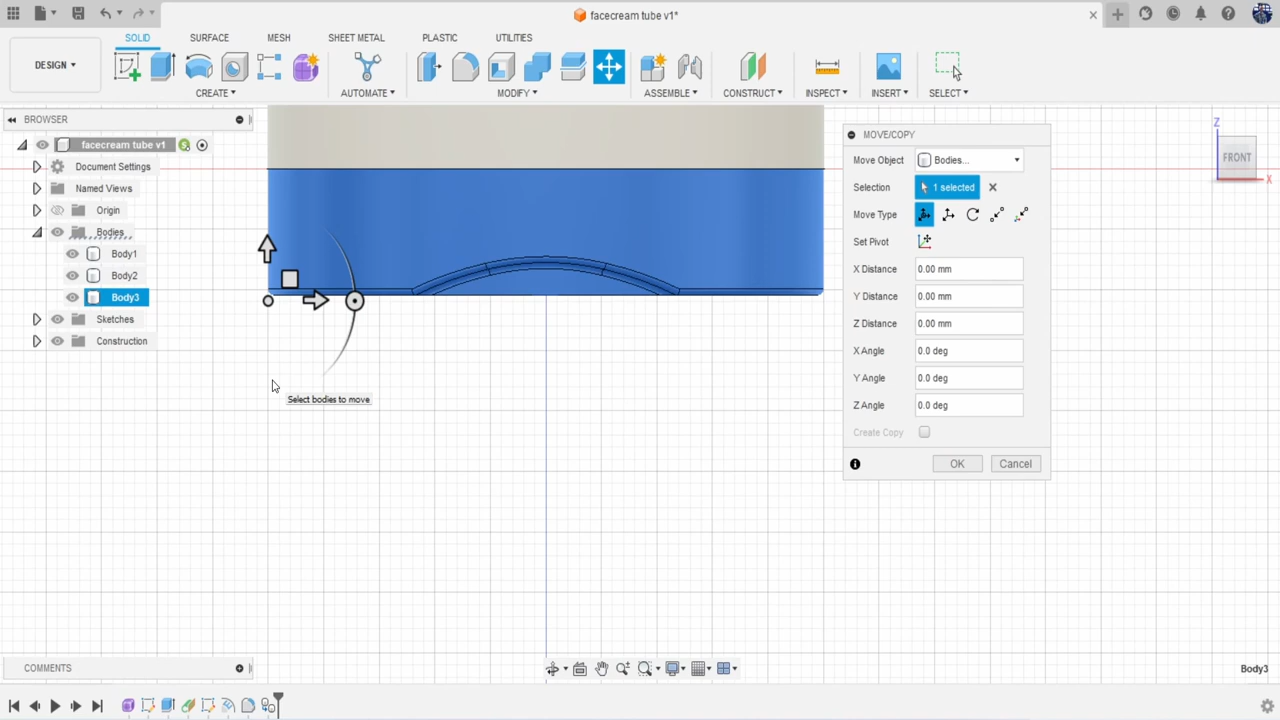 facecream tube v1*
SOLID
SURFACE
MESH
SHEET METAL
PLASTIC
UTILITIES
DESIGN
CREATE
AUTOMATE
MODIFY
ASSEMBLE
CONSTRUCT
INSPECT
INSERT
SELECT
BROWSER
facecream tube v1
Document Settings
Named Views
Origin
Bodies
Body1
Body2
Body3
Sketches
Construction
Select bodies to move
MOVE/COPY
Move Object
Bodies...
Selection
1 selected
Move Type
Set Pivot
X Distance
0.00 mm
Y Distance
0.00 mm
Z Distance
0.00 mm
X Angle
0.0 deg
Y Angle
0.0 deg
Z Angle
0.0 deg
Create Copy
OK
Cancel
Z
FRONT
X
COMMENTS
Body3